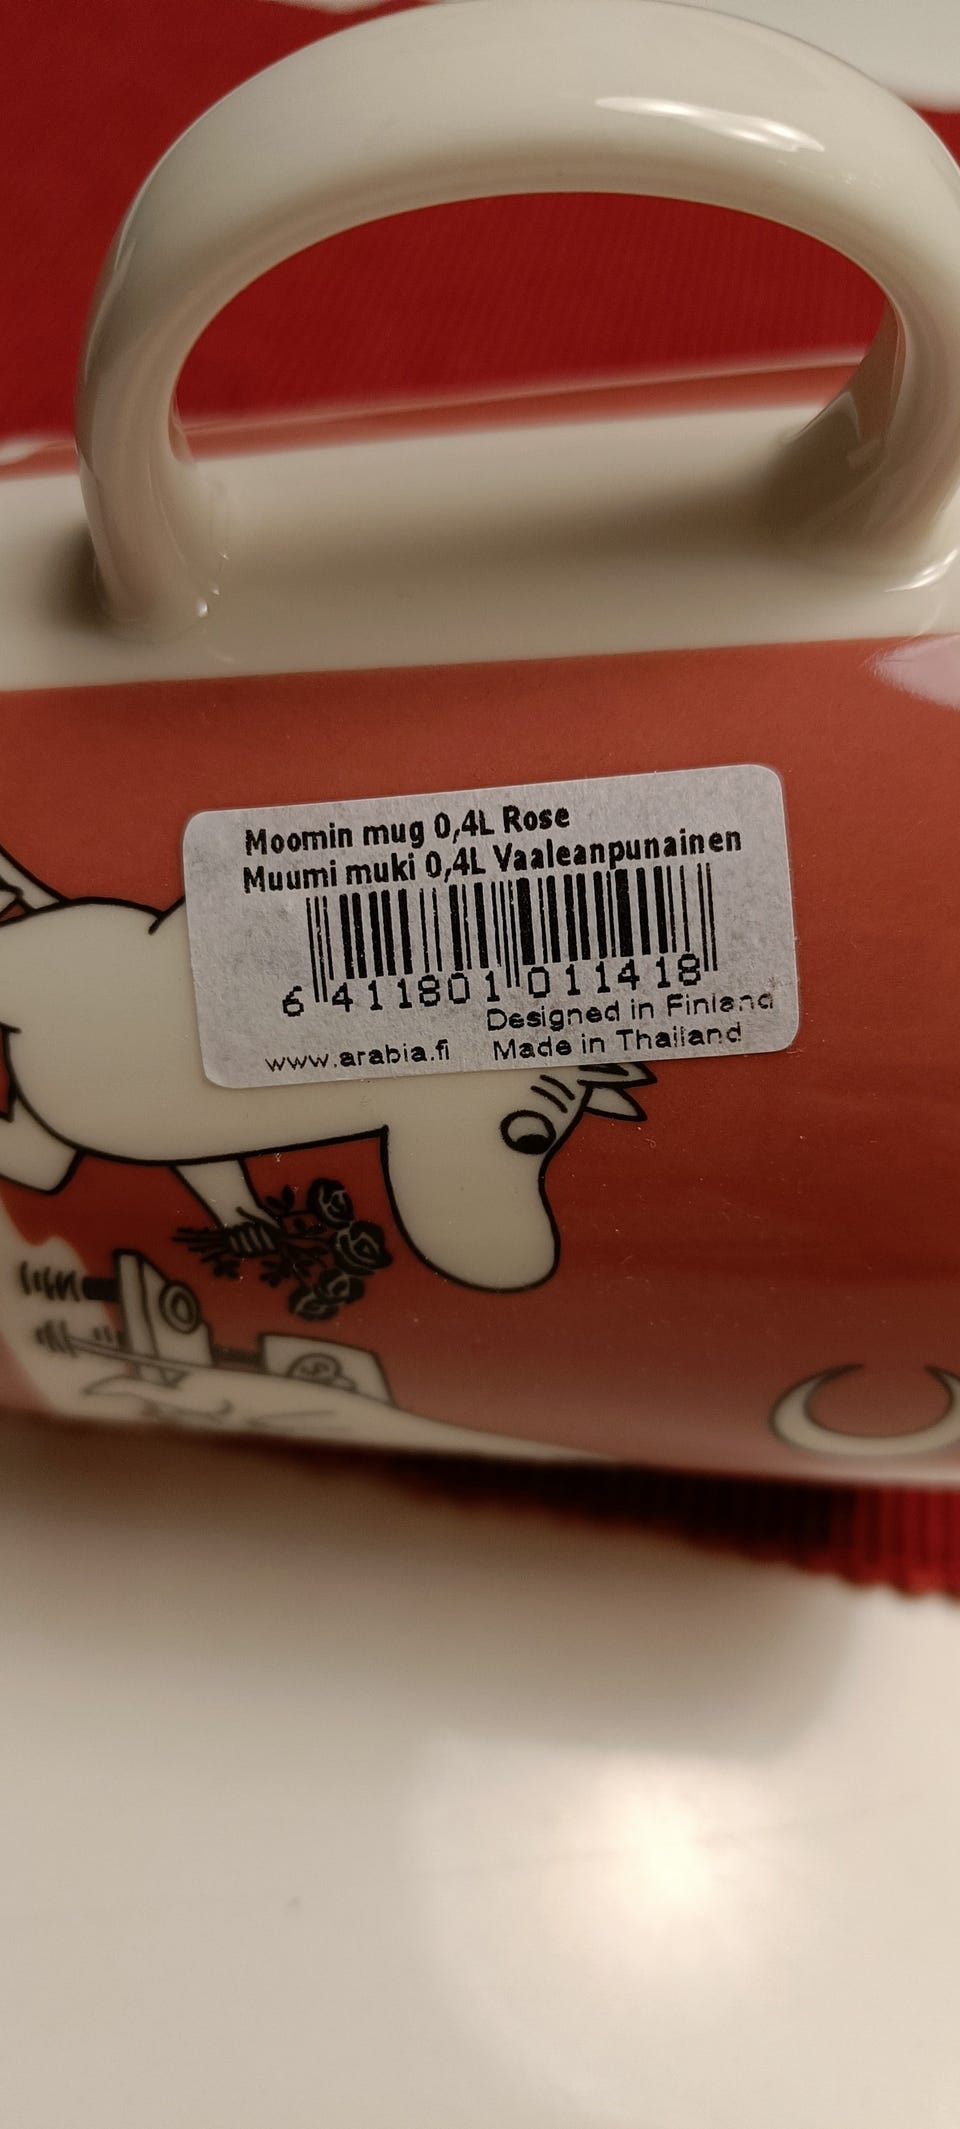 Moomin mug 0,4L Rose
Muumi muki 0,4L Vaaleanpunainen
6 411801 011418
Designed in Finland
www.arabia.fi Made in Thailand